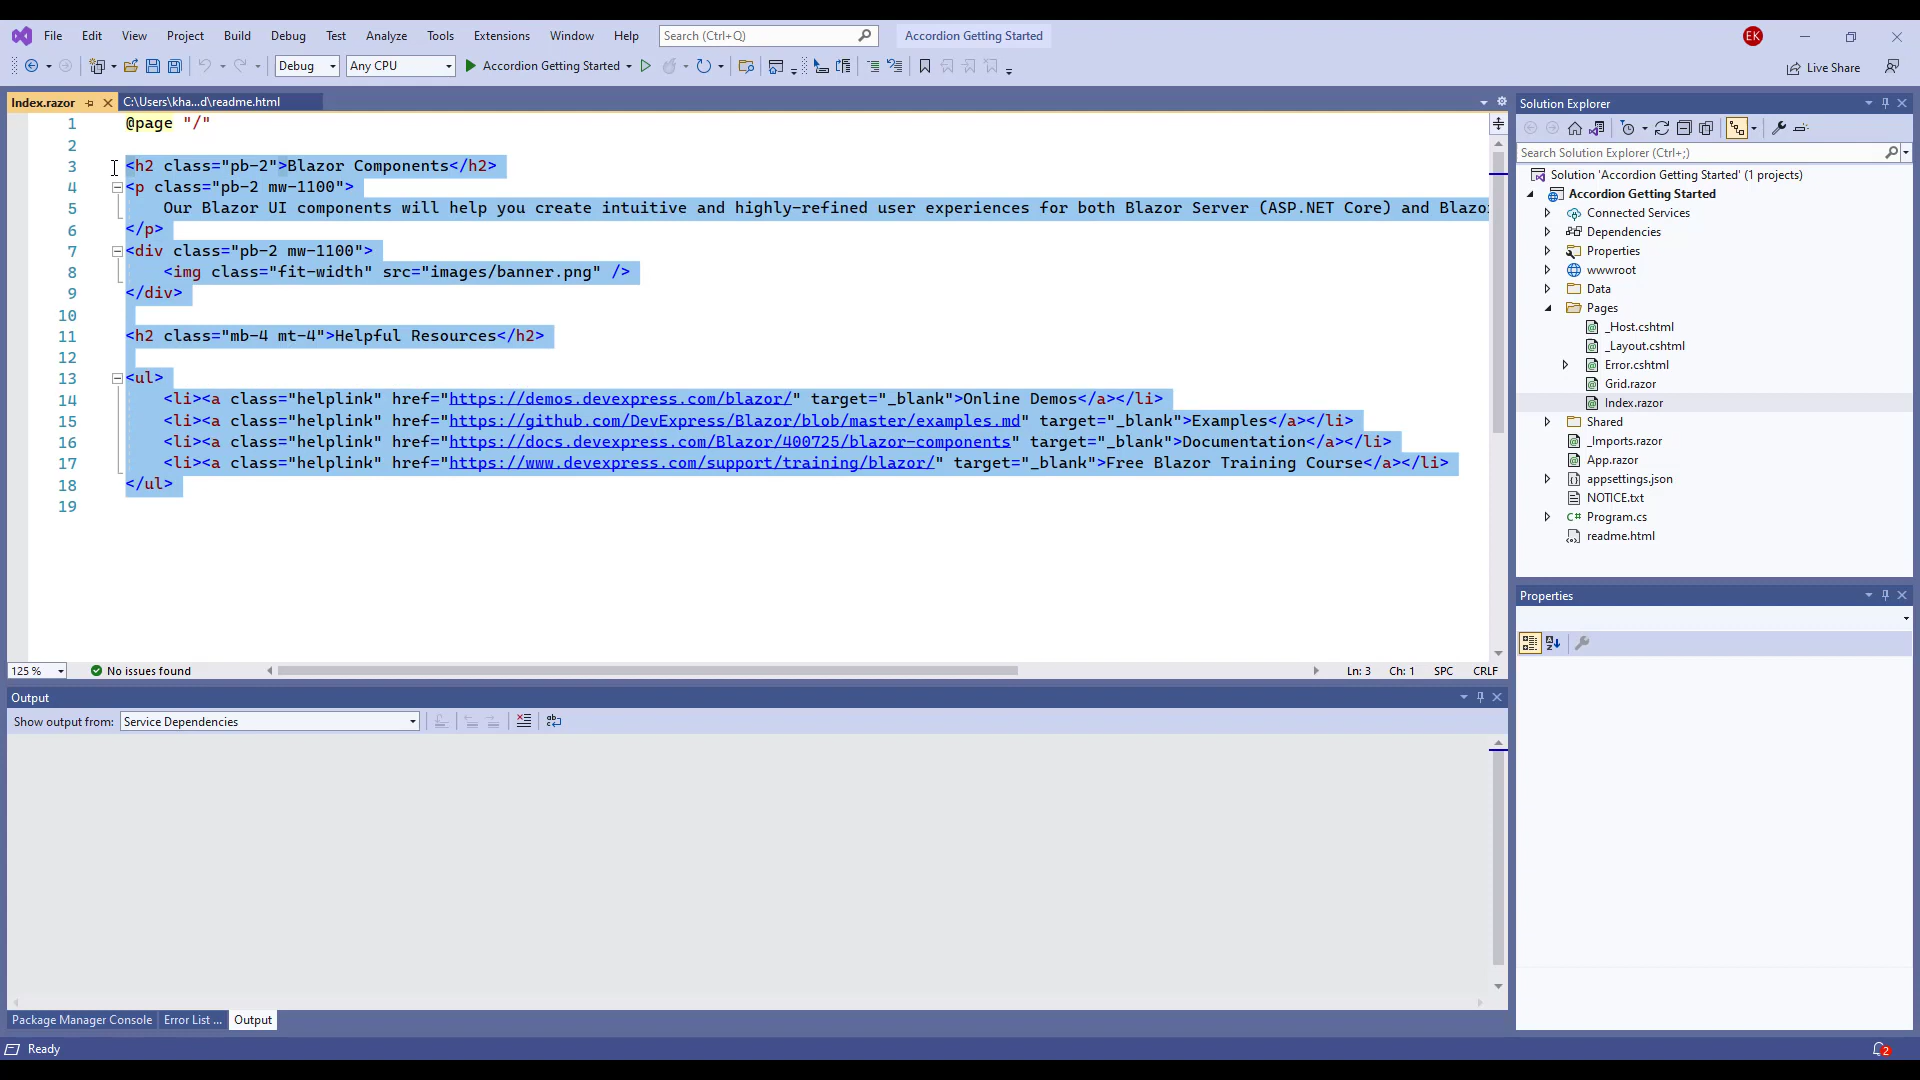 File Edit View Project Build Debug Test Analyze Tools Extensions Window Help Search (Ctrl+Q) Accordion Getting Started EK
Debug Any CPU Accordion Getting Started Live Share
Index.razor C:\Users\kha...d\readme.html
1 @page "/"
2
3 <h2 class="pb-2">Blazor Components</h2>
4 <p class="pb-2 mw-1100">
5 Our Blazor UI components will help you create intuitive and highly-refined user experiences for both Blazor Server (ASP.NET Core) and Blazo
6 </p>
7 <div class="pb-2 mw-1100">
8 <img class="fit-width" src="images/banner.png" />
9 </div>
10
11 <h2 class="mb-4 mt-4">Helpful Resources</h2>
12
13 <ul>
14 <li><a class="helplink" href="https://demos.devexpress.com/blazor/" target="_blank">Online Demos</a></li>
15 <li><a class="helplink" href="https://github.com/DevExpress/Blazor/blob/master/examples.md" target="_blank">Examples</a></li>
16 <li><a class="helplink" href="https://docs.devexpress.com/Blazor/400725/blazor-components" target="_blank">Documentation</a></li>
17 <li><a class="helplink" href="https://www.devexpress.com/support/training/blazor/" target="_blank">Free Blazor Training Course</a></li>
18 </ul>
19
125 % No issues found Ln: 3 Ch: 1 SPC CRLF
Output
Show output from: Service Dependencies
Package Manager Console Error List ... Output
Ready 2
Solution Explorer
Search Solution Explorer (Ctrl+;)
Solution 'Accordion Getting Started' (1 projects)
Accordion Getting Started
Connected Services
Dependencies
Properties
wwwroot
Data
Pages
_Host.cshtml
_Layout.cshtml
Error.cshtml
Grid.razor
Index.razor
Shared
_Imports.razor
App.razor
appsettings.json
NOTICE.txt
C# Program.cs
readme.html
Properties